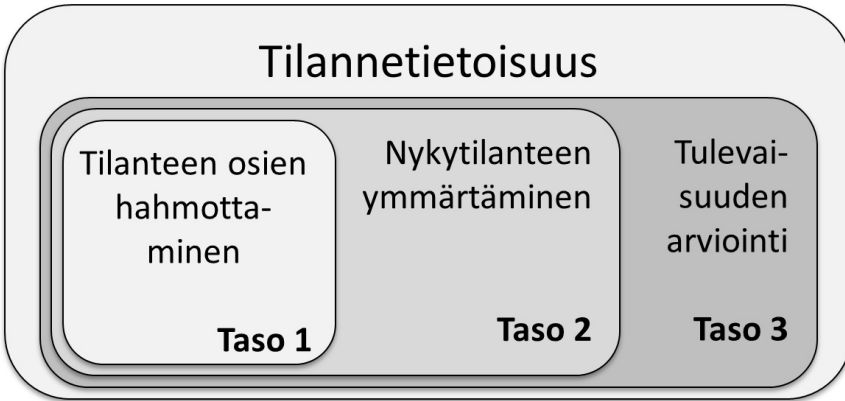 Tilannetietoisuus
Tilanteen osien
hahmotta-
minen
Taso 1
Nykytilanteen
ymmärtäminen
Taso 2
Tulevai-
suuden
arviointi
Taso 3